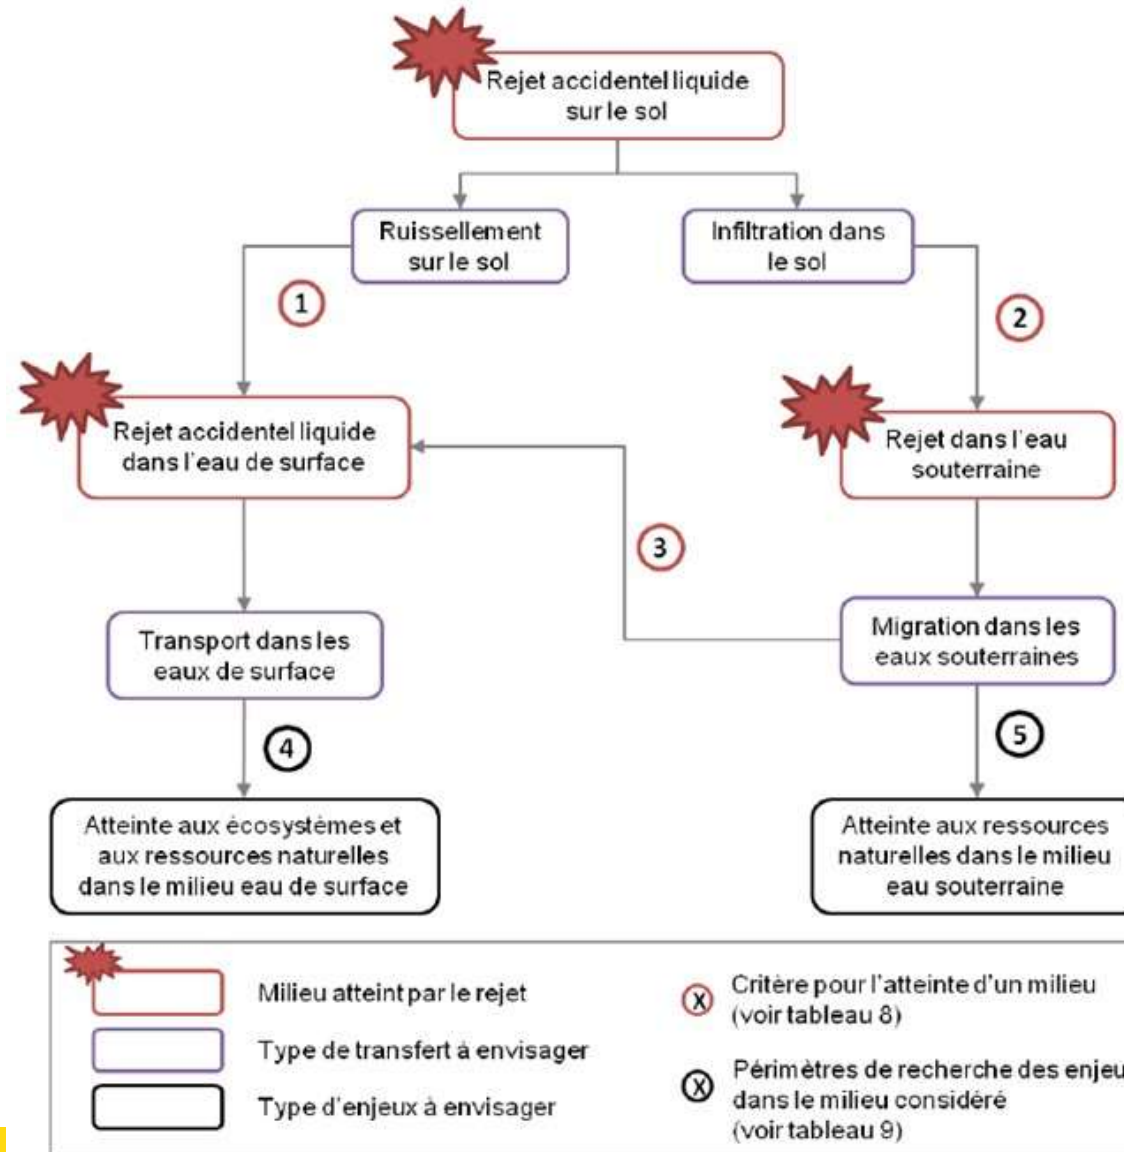 Rejet accidentel liquide
sur le sol
Ruissellement
sur le sol
Infiltration dans
le sol
1
2
Rejet accidentel liquide
dans l'eau de surface
Rejet dans l'eau
souterraine
3
Transport dans les
eaux de surface
Migration dans les
eaux souterraines
4
5
Atteinte aux écosystèmes et
aux ressources naturelles
dans le milieu eau de surface
Atteinte aux ressources
naturelles dans le milieu
eau souterraine
Milieu atteint par le rejet
Type de transfert à envisager
Type d'enjeux à envisager
X
Critère pour l'atteinte d'un milieu
(voir tableau 8)
X
Périmètres de recherche des enjeu
dans le milieu considéré
(voir tableau 9)